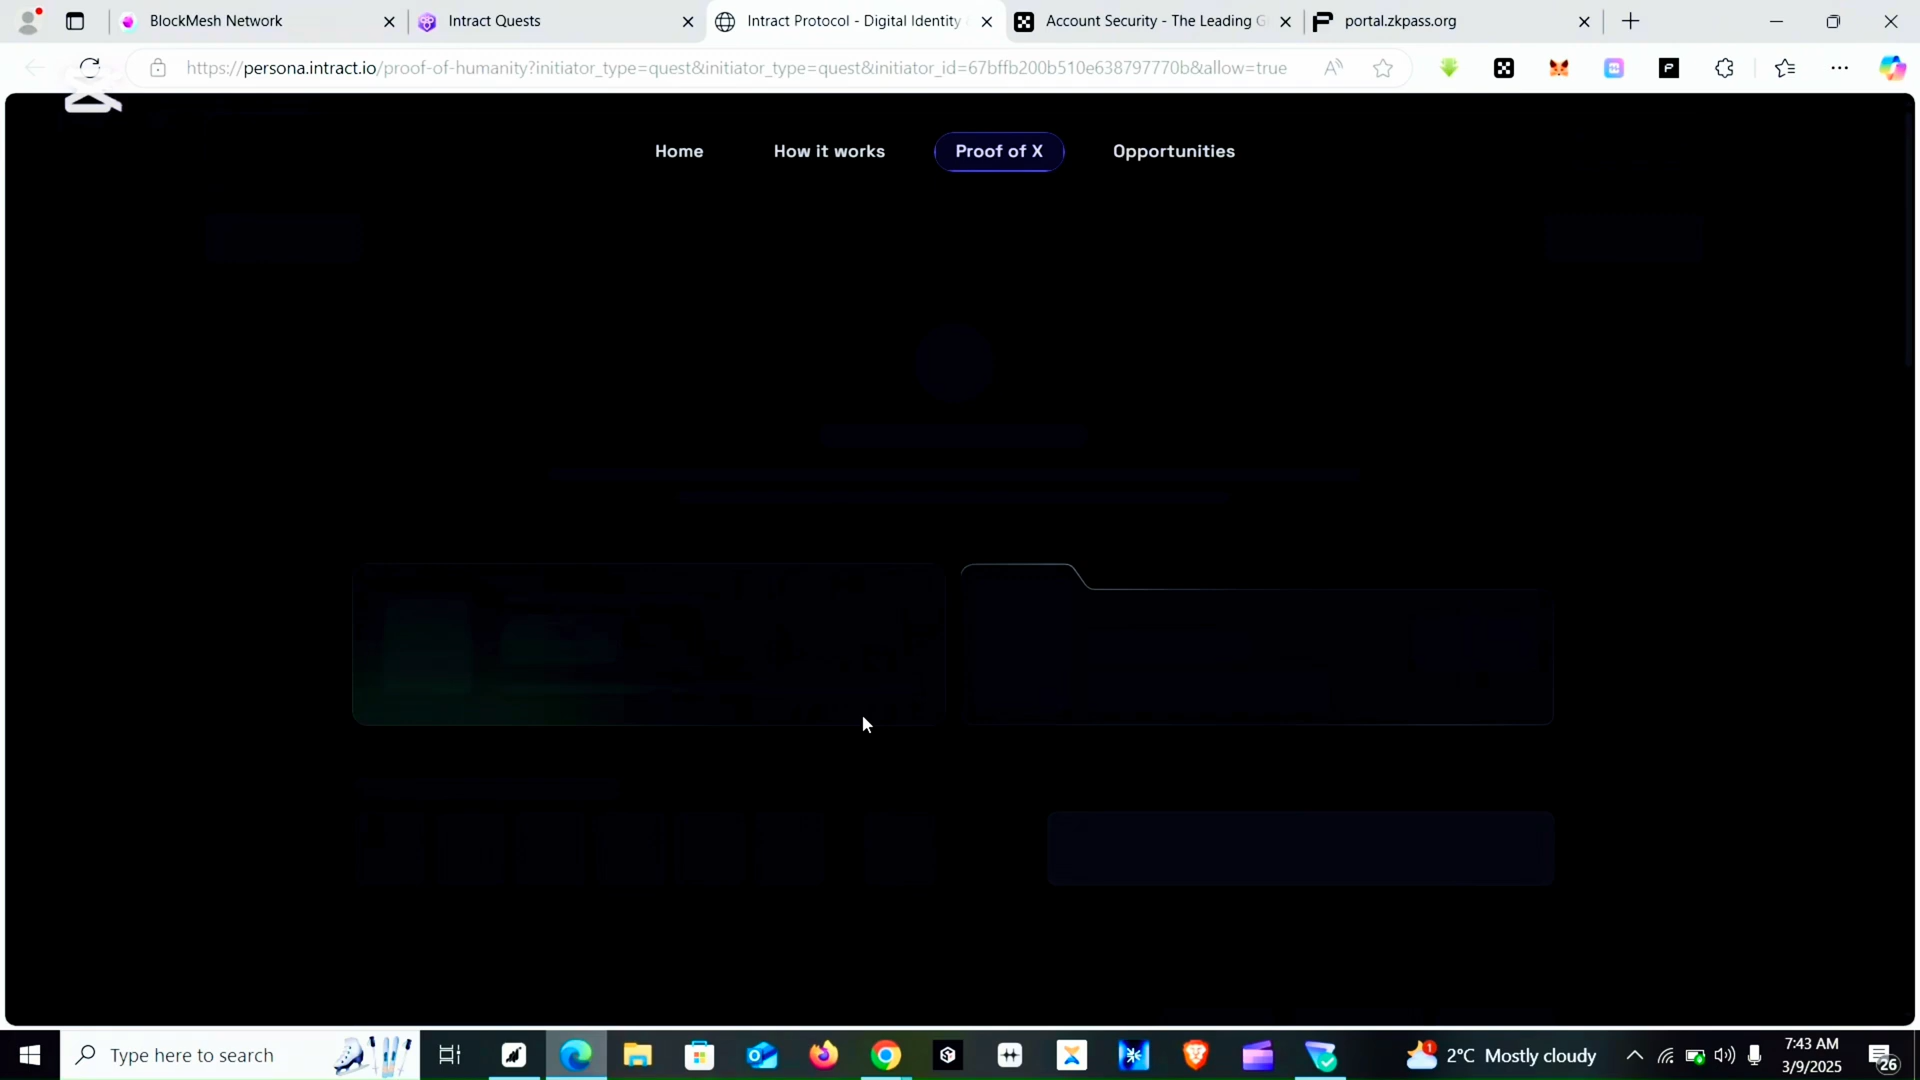 BlockMesh Network
Intract Quests
Intract Protocol - Digital Identity
Account Security - The Leading G
portal.zkpass.org
https://persona.intract.io/proof-of-humanity?initiator_type=quest&initiator_type=quest&initiator_id=67bffb200b510e638797770b&allow=true
Home
How it works
Proof of X
Opportunities
Type here to search
1
2°C Mostly cloudy
7:43 AM
3/9/2025
26